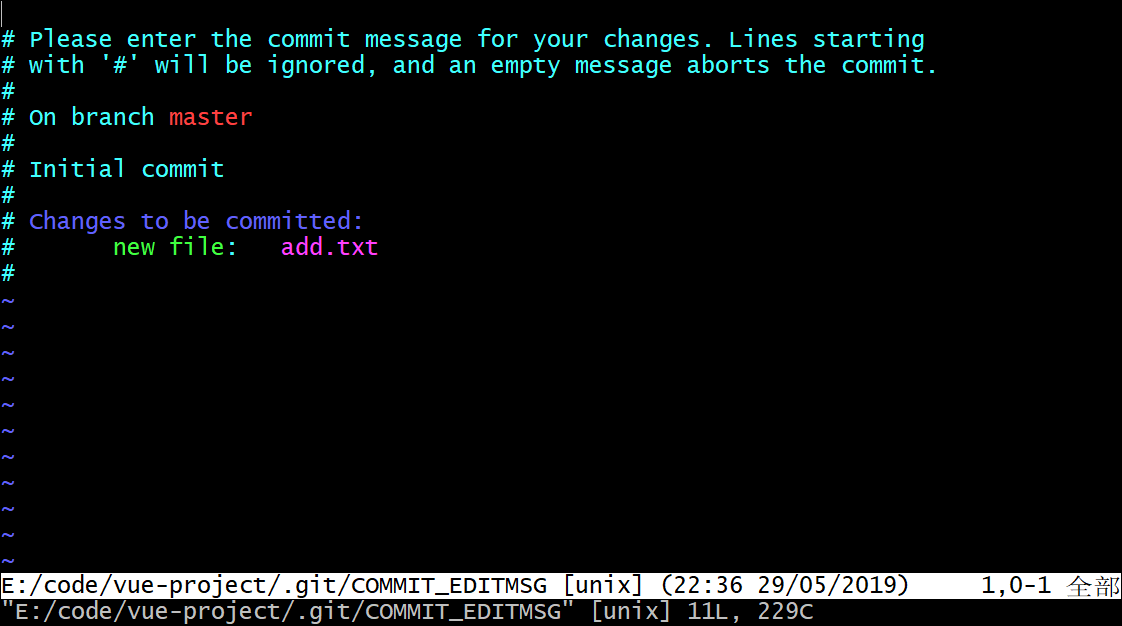 # Please enter the commit message for your changes. Lines starting
# with '#' will be ignored, and an empty message aborts the commit.
#
# On branch master
#
# Initial commit
#
# Changes to be committed:
#       new file:   add.txt
#
~
~
~
~
~
~
~
~
~
~
~
E:/code/vue-project/.git/COMMIT_EDITMSG [unix] (22:36 29/05/2019)     1,0-1 全部
"E:/code/vue-project/.git/COMMIT_EDITMSG" [unix] 11L, 229C